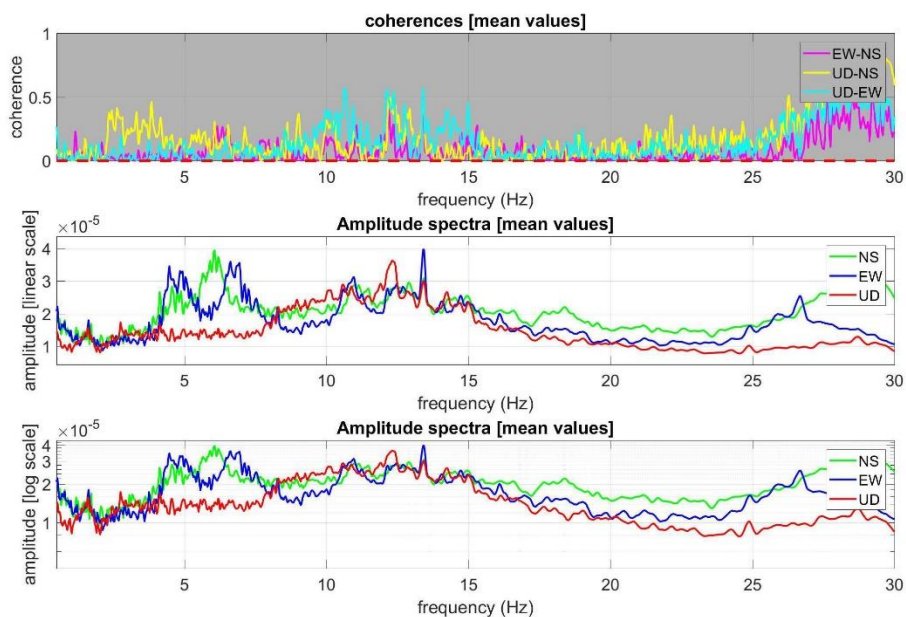 coherences [mean values]
1
0.5
0
coherence
EW-NS
UD-NS
UD-EW
5
10
15
20
25
30
frequency (Hz)
Amplitude spectra [mean values]
×10⁻⁵
4
3
2
1
amplitude [linear scale]
NS
EW
UD
5
10
15
20
25
30
frequency (Hz)
Amplitude spectra [mean values]
×10⁻⁵
4
3
2
1
amplitude [log scale]
NS
EW
UD
5
10
15
20
25
30
frequency (Hz)